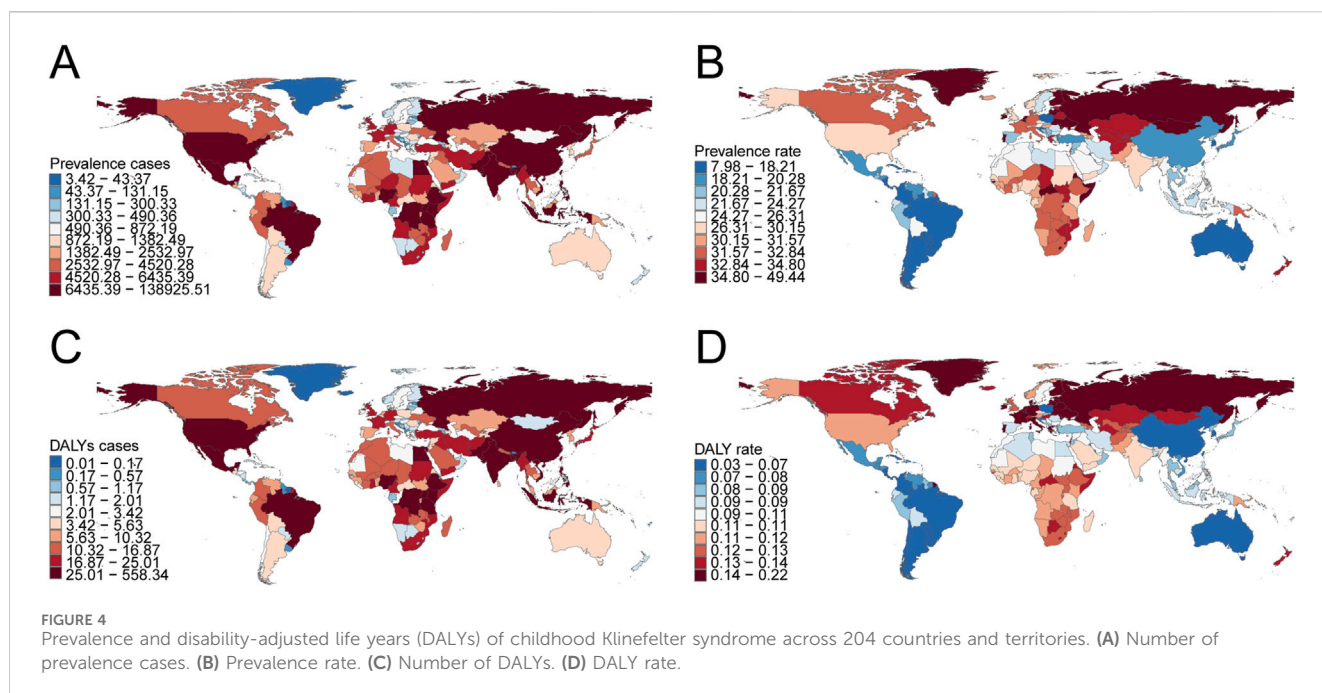 A
Prevalence cases
3.42 – 43.37
43.37 – 131.15
131.15 – 300.33
300.33 – 490.36
490.36 – 872.19
872.19 – 1382.49
1382.49 – 2532.97
2532.97 – 4520.28
4520.28 – 6435.39
6435.39 – 138925.51
B
Prevalence rate
7.98 – 18.21
18.21 – 20.28
20.28 – 21.67
21.67 – 24.27
24.27 – 26.31
26.31 – 30.15
30.15 – 31.57
31.57 – 32.84
32.84 – 34.80
34.80 – 49.44
C
DALYs cases
0.01 – 0.17
0.17 – 0.57
0.57 – 1.17
1.17 – 2.01
2.01 – 3.42
3.42 – 5.63
5.63 – 10.32
10.32 – 16.87
16.87 – 25.01
25.01 – 558.34
D
DALY rate
0.03 – 0.07
0.07 – 0.08
0.08 – 0.09
0.09 – 0.09
0.09 – 0.11
0.11 – 0.11
0.11 – 0.12
0.12 – 0.13
0.13 – 0.14
0.14 – 0.22
FIGURE 4
Prevalence and disability-adjusted life years (DALYs) of childhood Klinefelter syndrome across 204 countries and territories. (A) Number of
prevalence cases. (B) Prevalence rate. (C) Number of DALYs. (D) DALY rate.